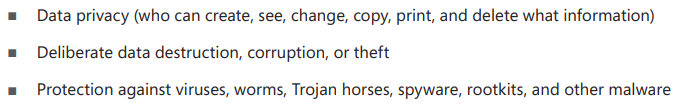 ▪ Data privacy (who can create, see, change, copy, print, and delete what information)
▪ Deliberate data destruction, corruption, or theft
▪ Protection against viruses, worms, Trojan horses, spyware, rootkits, and other malware